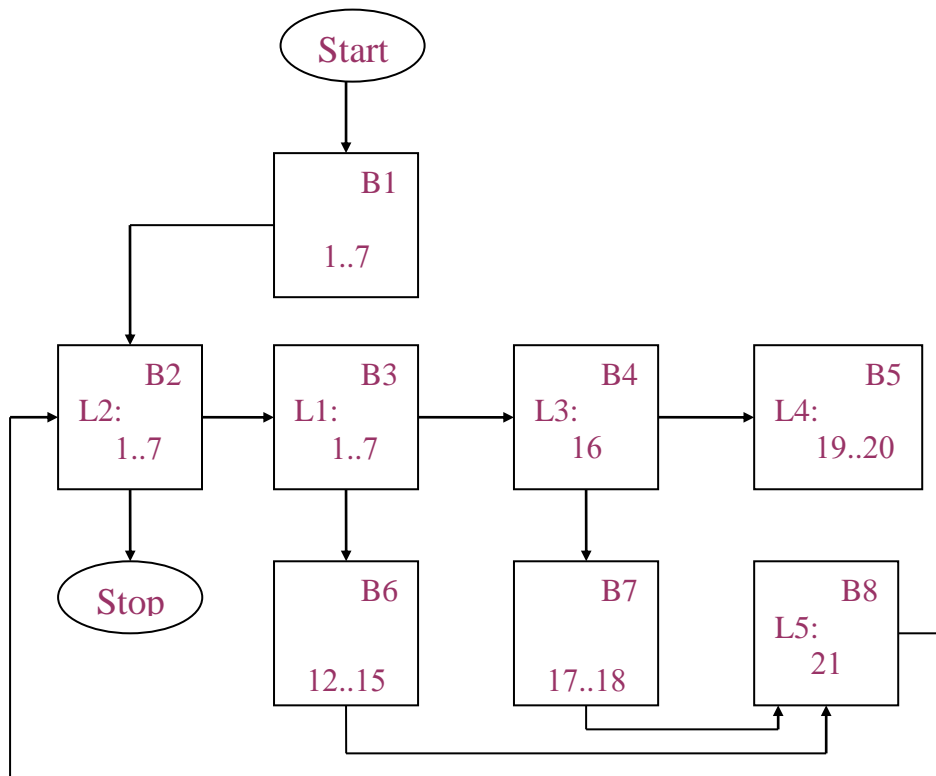 Start
B1
1..7
B2
L2:
1..7
B3
L1:
1..7
B4
L3:
16
B5
L4:
19..20
Stop
B6
12..15
B7
17..18
B8
L5:
21